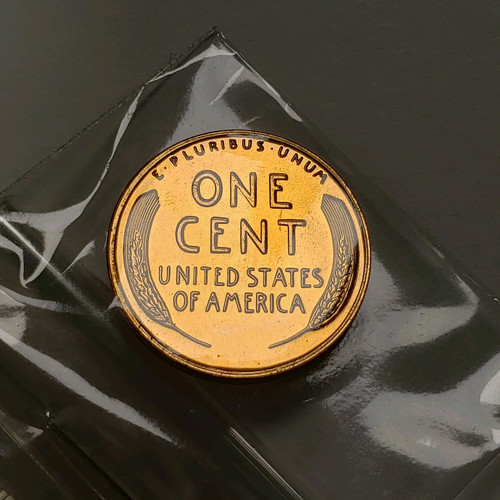 E·PLURIBUS·UNUM
ONE
CENT
UNITED STATES
OF AMERICA